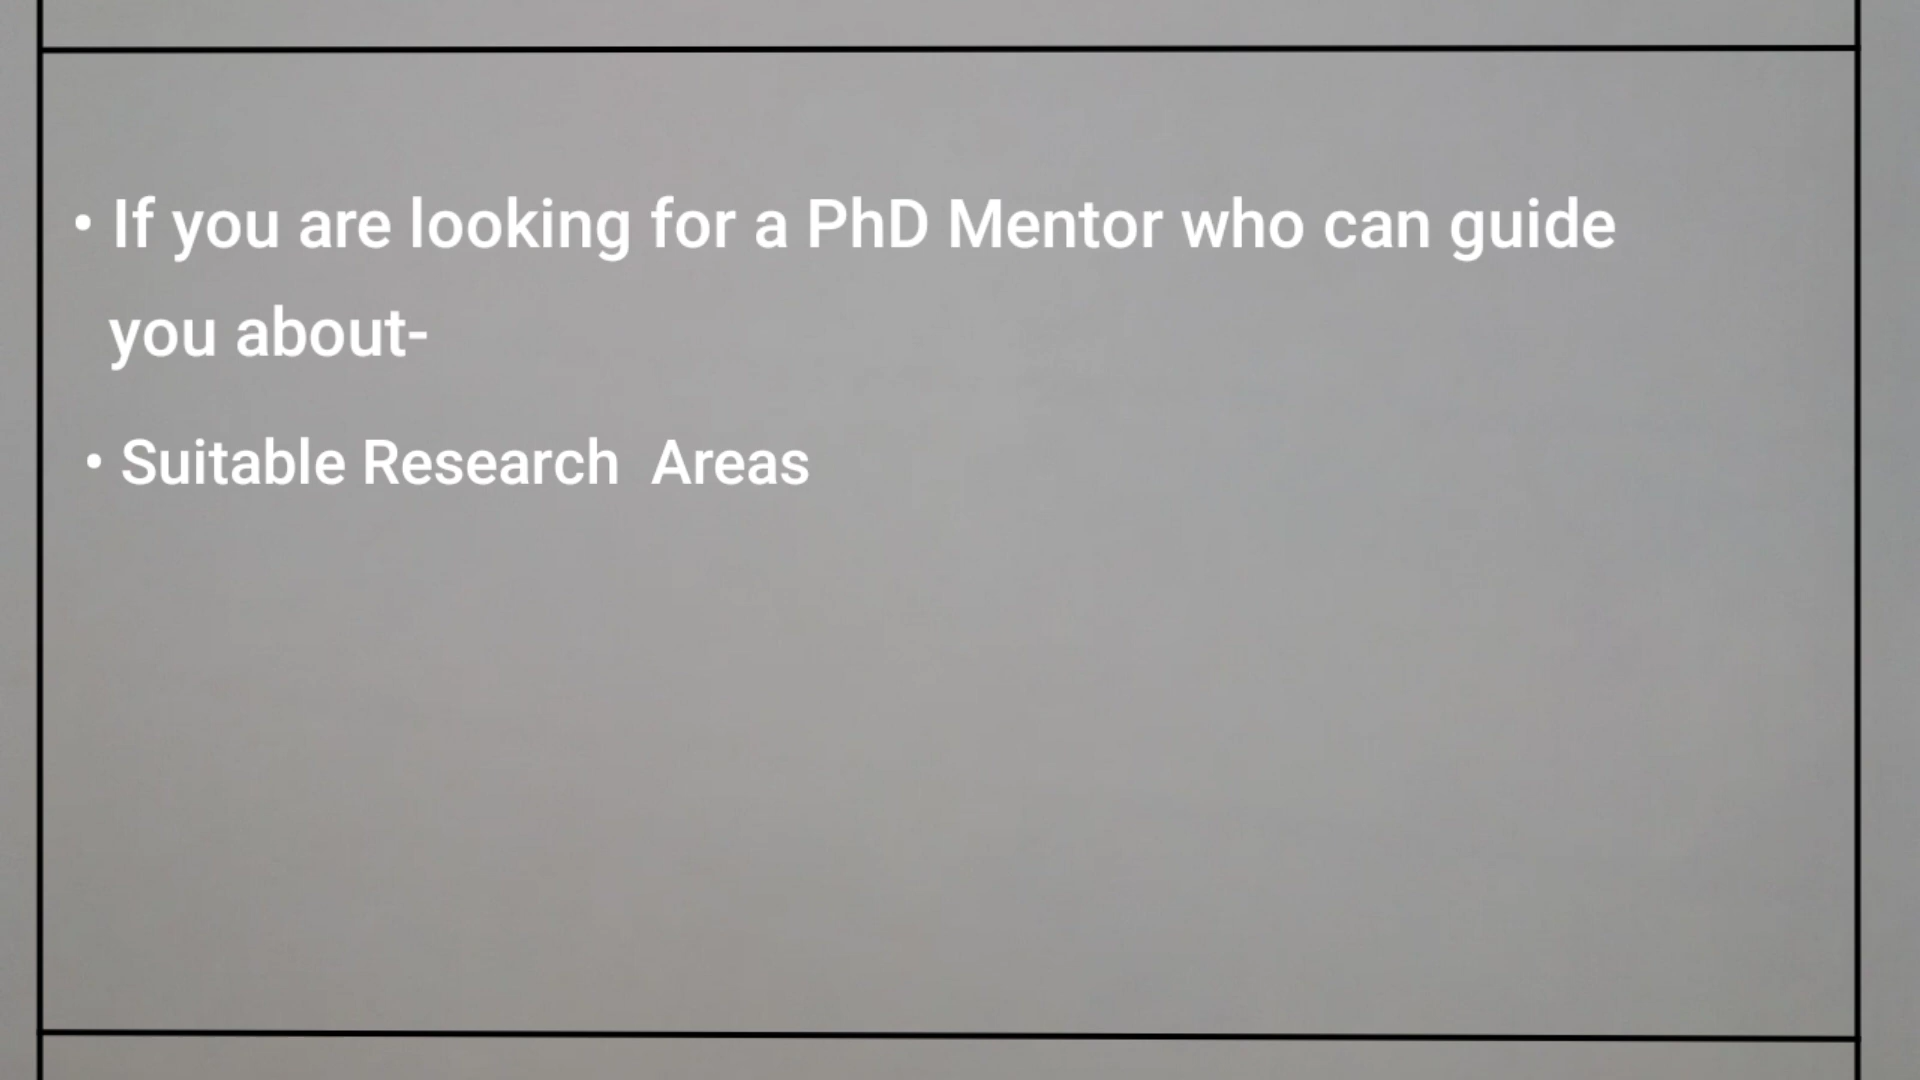 • If you are looking for a PhD Mentor who can guide
you about-
• Suitable Research  Areas